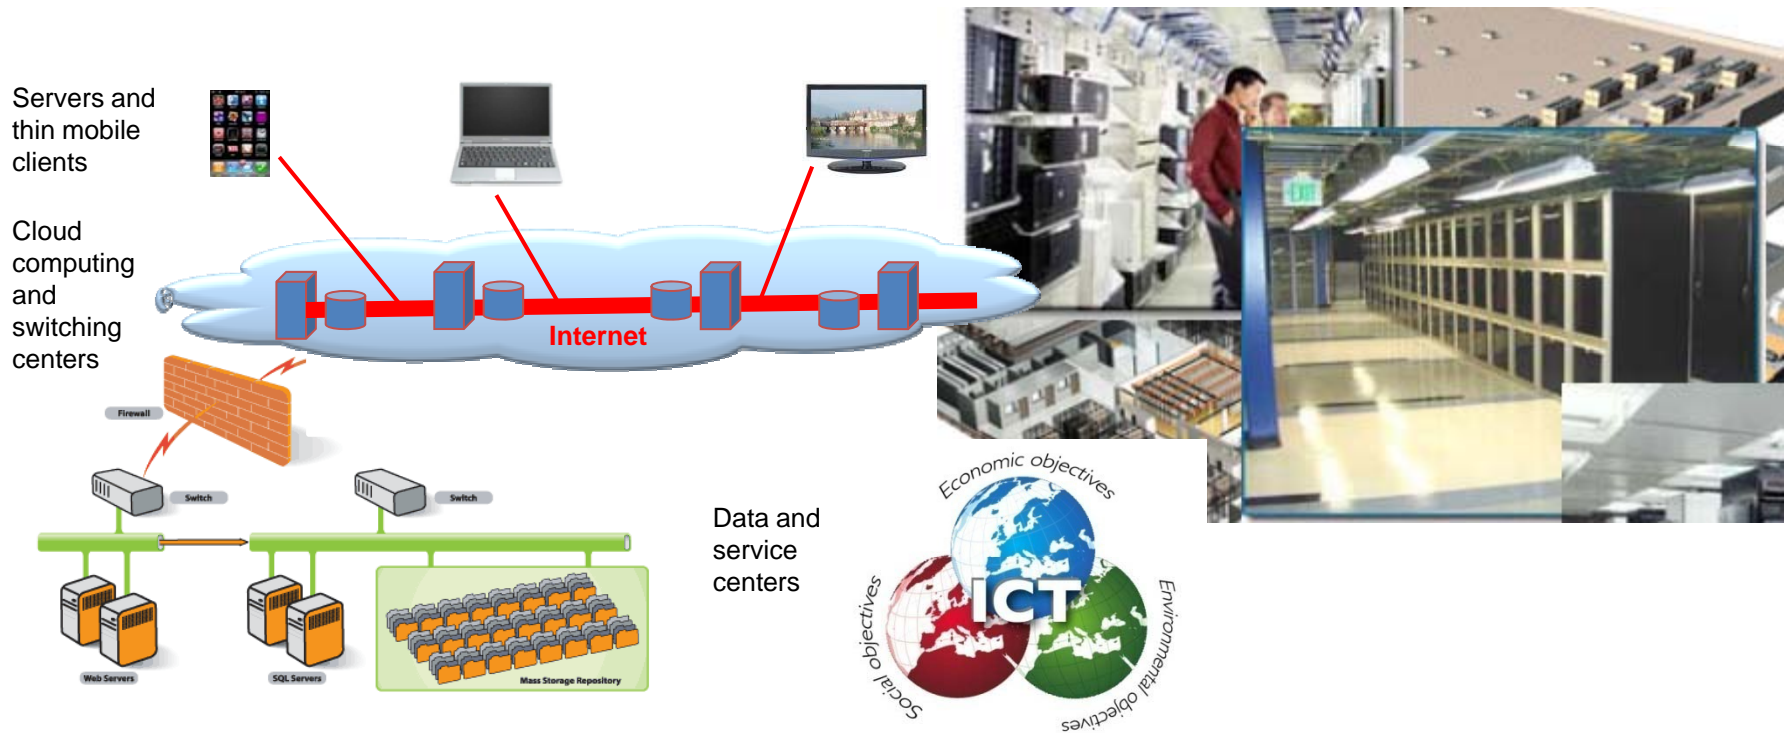 Servers and
thin mobile
clients
Cloud
computing
and
switching
centers
Internet
EXIT
Firewall
Switch
Switch
Web Servers
SQL Servers
Mass Storage Repository
Data and
service
centers
Economic objectives
Social objectives
Environmental objectives
ICT